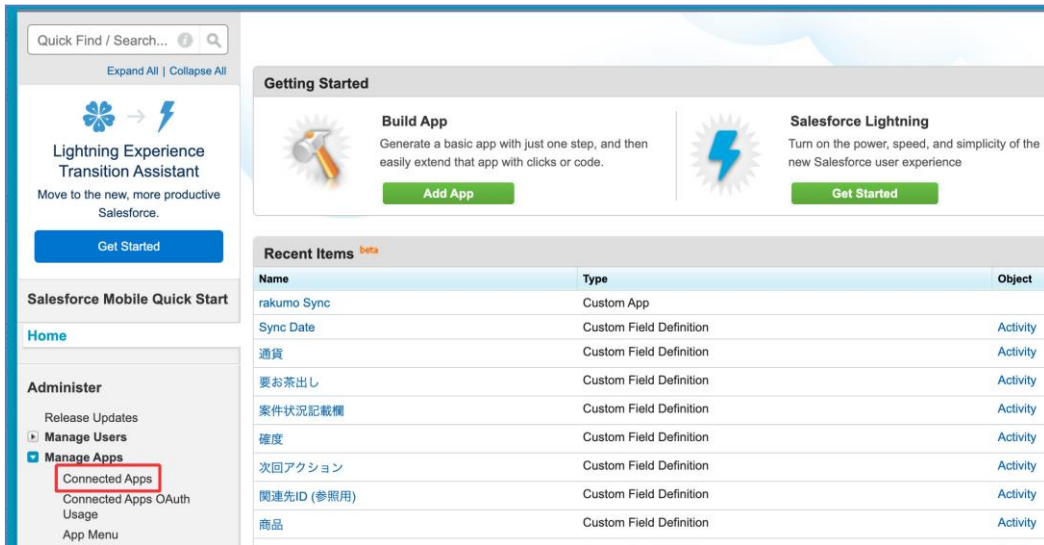 Quick Find / Search...
Expand All | Collapse All
Lightning Experience
Transition Assistant
Move to the new, more productive
Salesforce.
Get Started
Salesforce Mobile Quick Start
Home
Administer
Release Updates
Manage Users
Manage Apps
Connected Apps
Connected Apps OAuth
Usage
App Menu
Getting Started
Build App
Generate a basic app with just one step, and then
easily extend that app with clicks or code.
Add App
Salesforce Lightning
Turn on the power, speed, and simplicity of the
new Salesforce user experience
Get Started
Recent Items beta
Name Type Object
rakumo Sync Custom App
Sync Date Custom Field Definition Activity
通貨 Custom Field Definition Activity
要お茶出し Custom Field Definition Activity
案件状況記載欄 Custom Field Definition Activity
確度 Custom Field Definition Activity
次回アクション Custom Field Definition Activity
関連先ID (参照用) Custom Field Definition Activity
商品 Custom Field Definition Activity